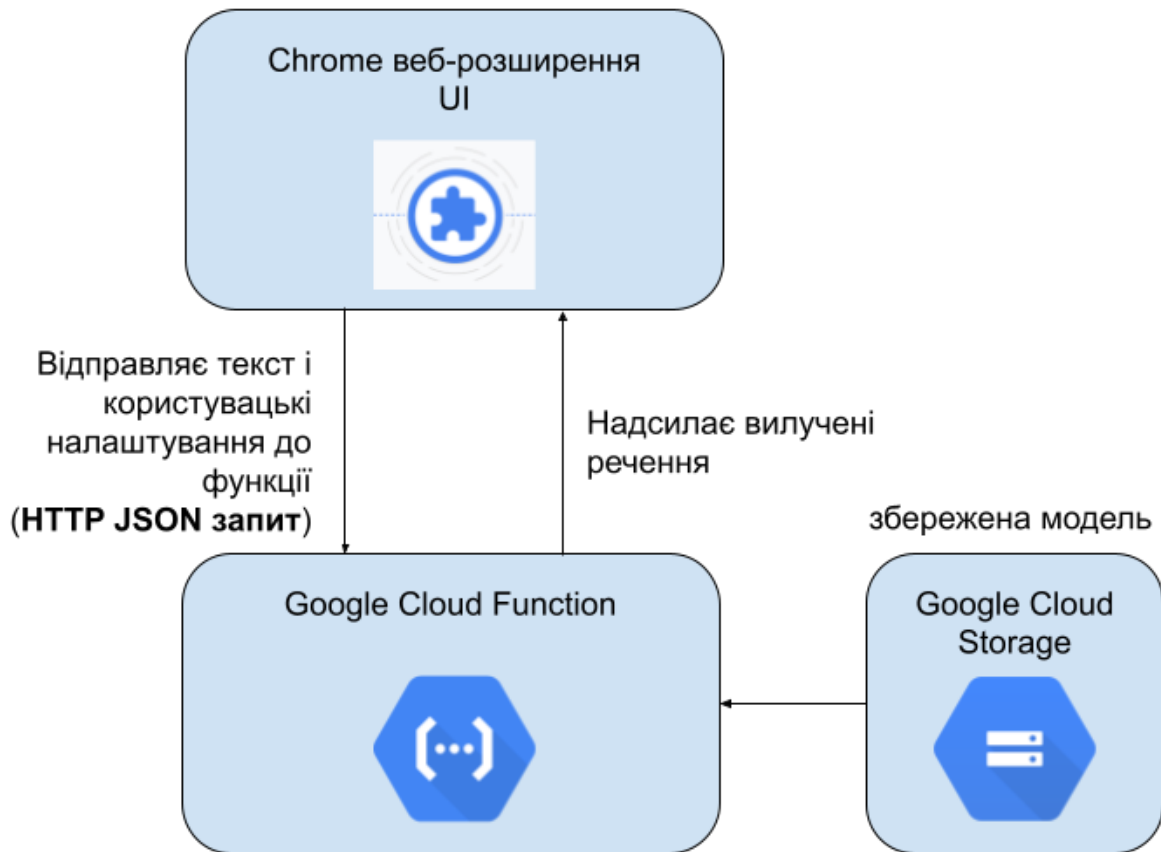 Chrome веб-розширення
UI
Відправляє текст і
користувацькі
налаштування до
функції
(HTTP JSON запит)
Надсилає вилучені
речення
збережена модель
Google Cloud Function
Google Cloud
Storage